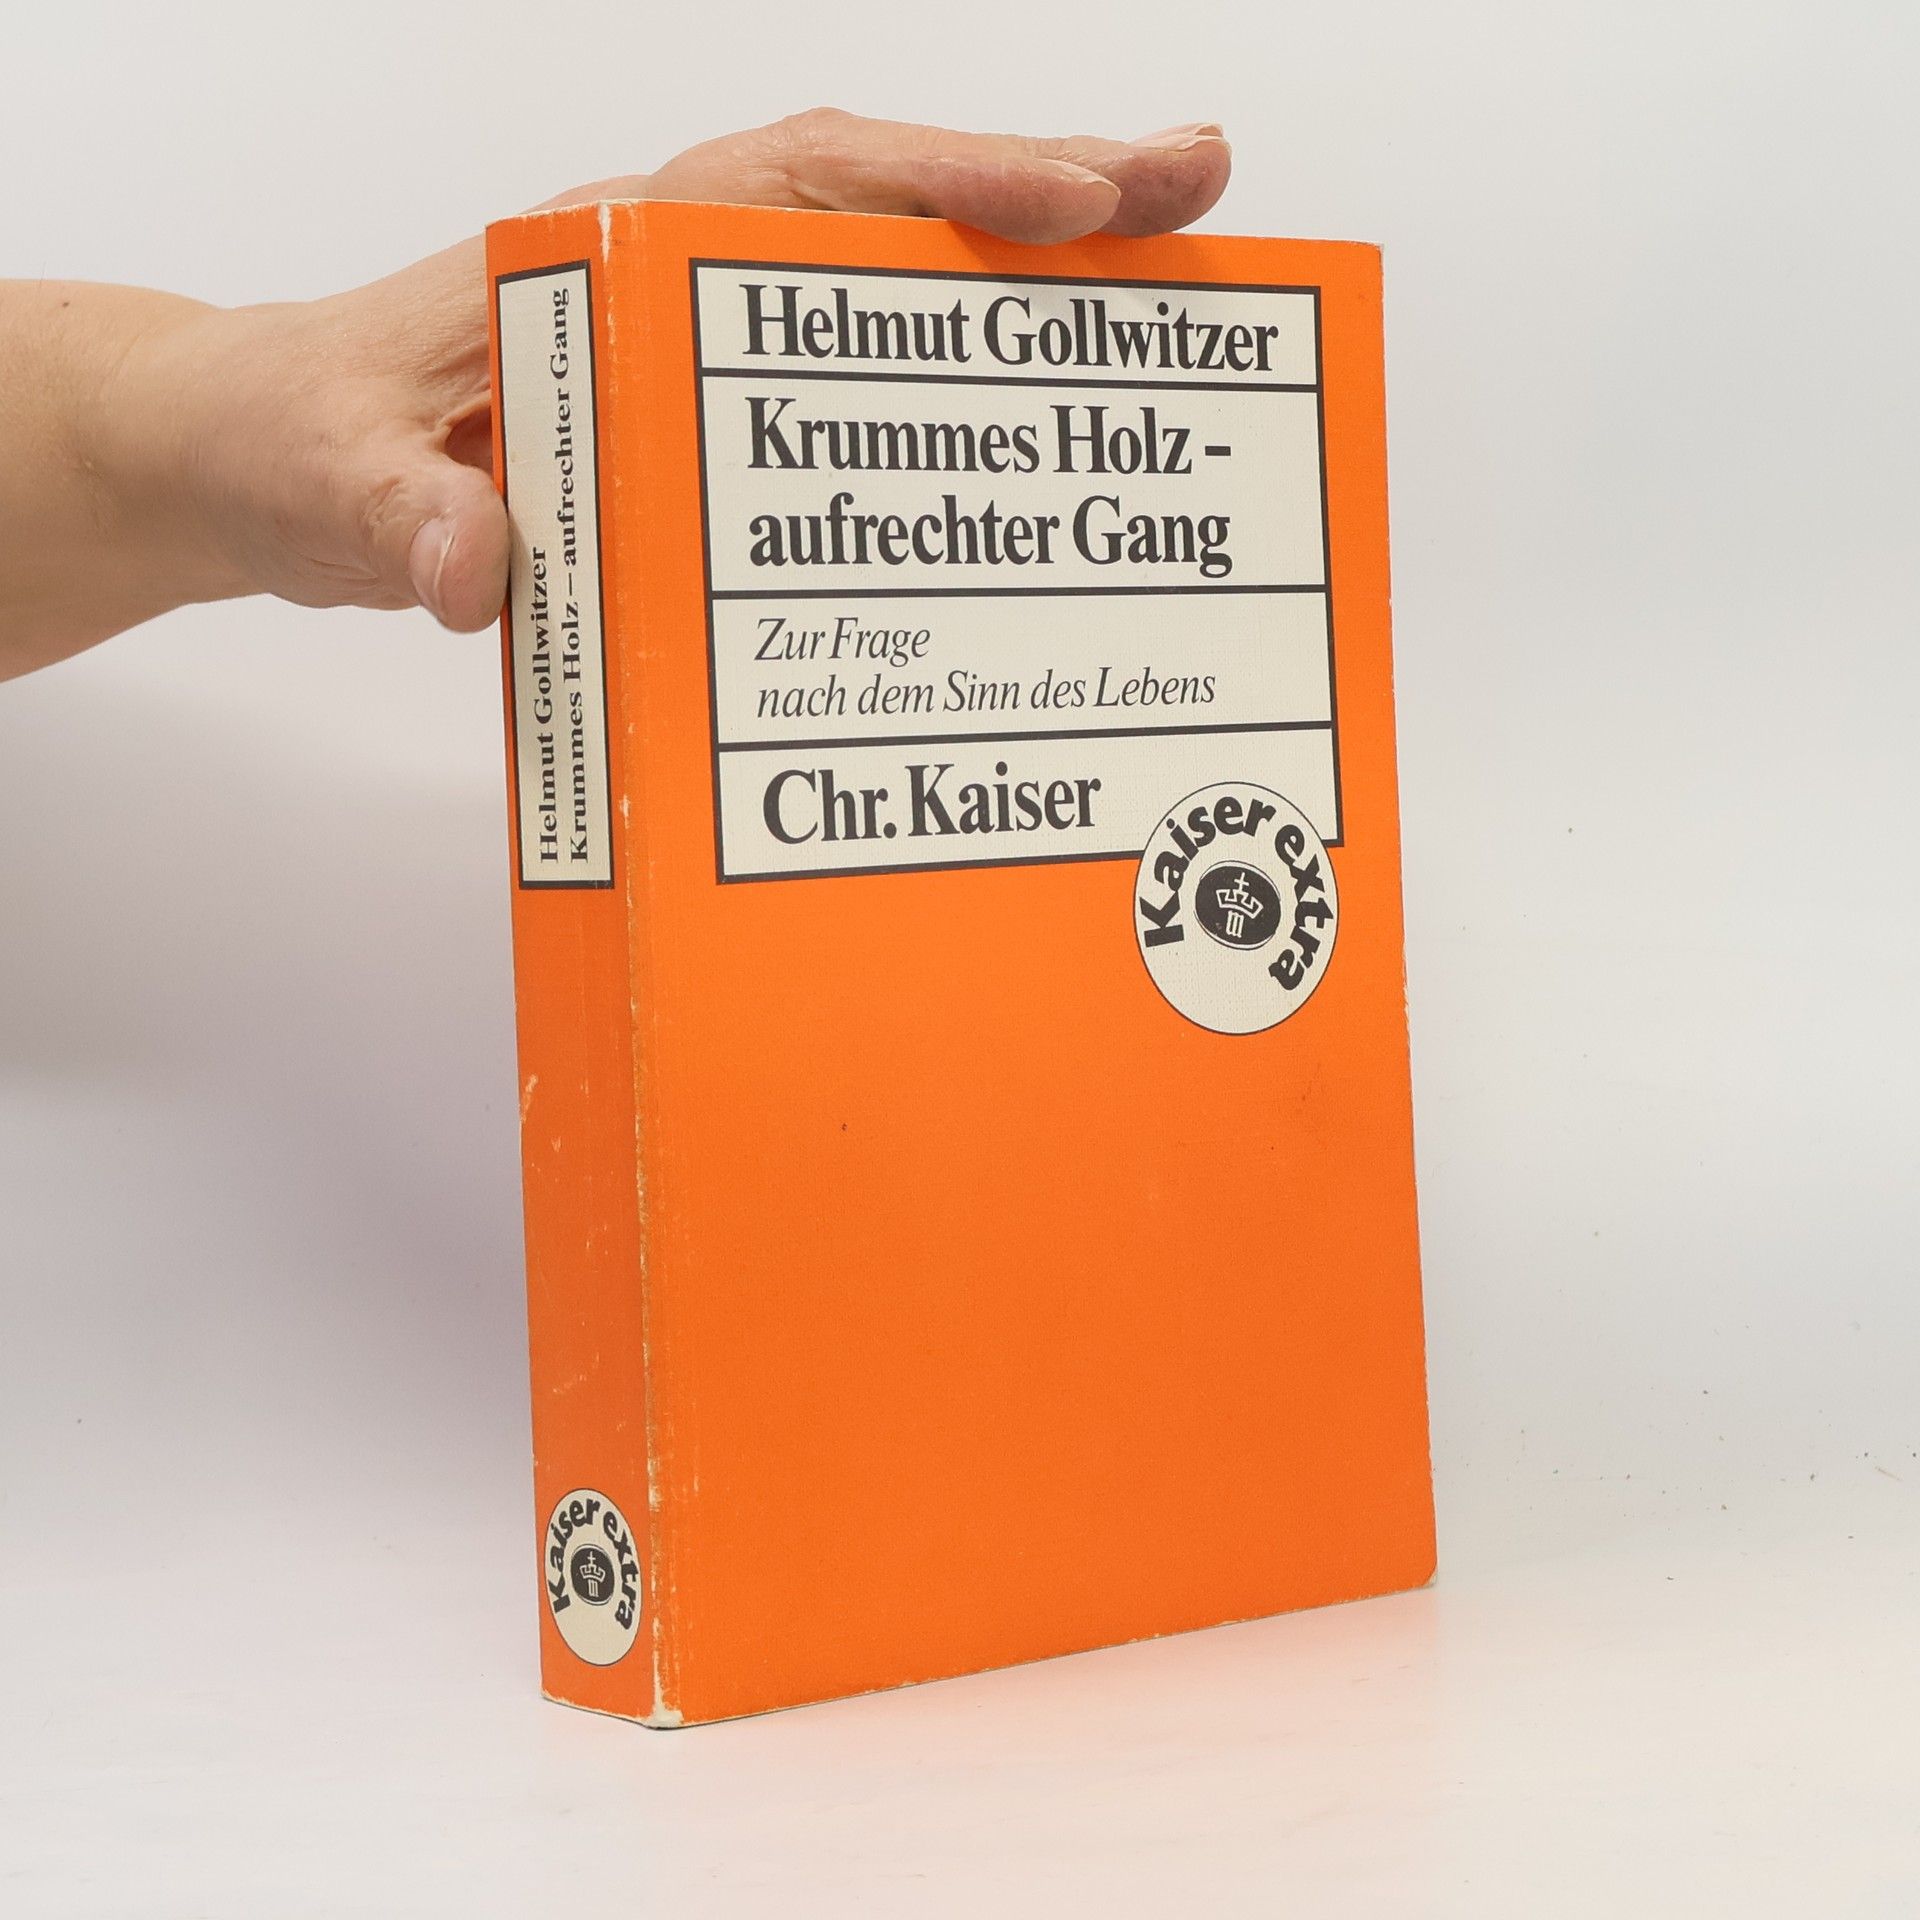 Helmut Gollwitzer
Krummes Holz – aufrechter Gang
Kaiser extra
Helmut Gollwitzer
Krummes Holz –
aufrechter Gang
Zur Frage
nach dem Sinn des Lebens
Chr. Kaiser
Kaiser extra